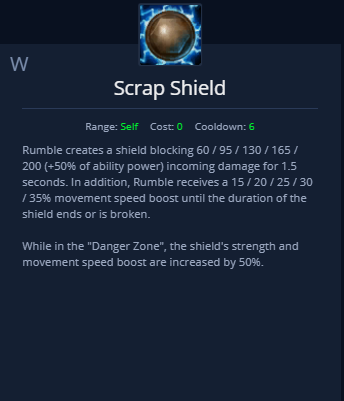 W
Scrap Shield
Range: Self Cost: 0 Cooldown: 6
Rumble creates a shield blocking 60 / 95 / 130 / 165 /
200 (+50% of ability power) incoming damage for 1.5
seconds. In addition, Rumble receives a 15 / 20 / 25 / 30
/ 35% movement speed boost until the duration of the
shield ends or is broken.
While in the "Danger Zone", the shield's strength and
movement speed boost are increased by 50%.